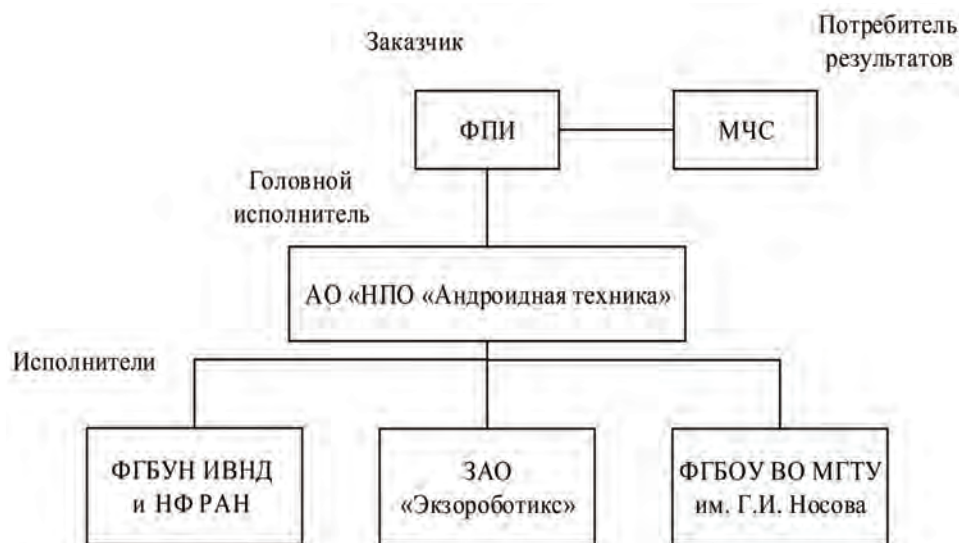 Заказчик
Потребитель
результатов
ФПИ
МЧС
Головной
исполнитель
АО «НПО «Андроидная техника»
Исполнители
ФГБУН ИВНД
и НФ РАН
ЗАО
«Экзороботикс»
ФГБОУ ВО МГТУ
им. Г.И. Носова